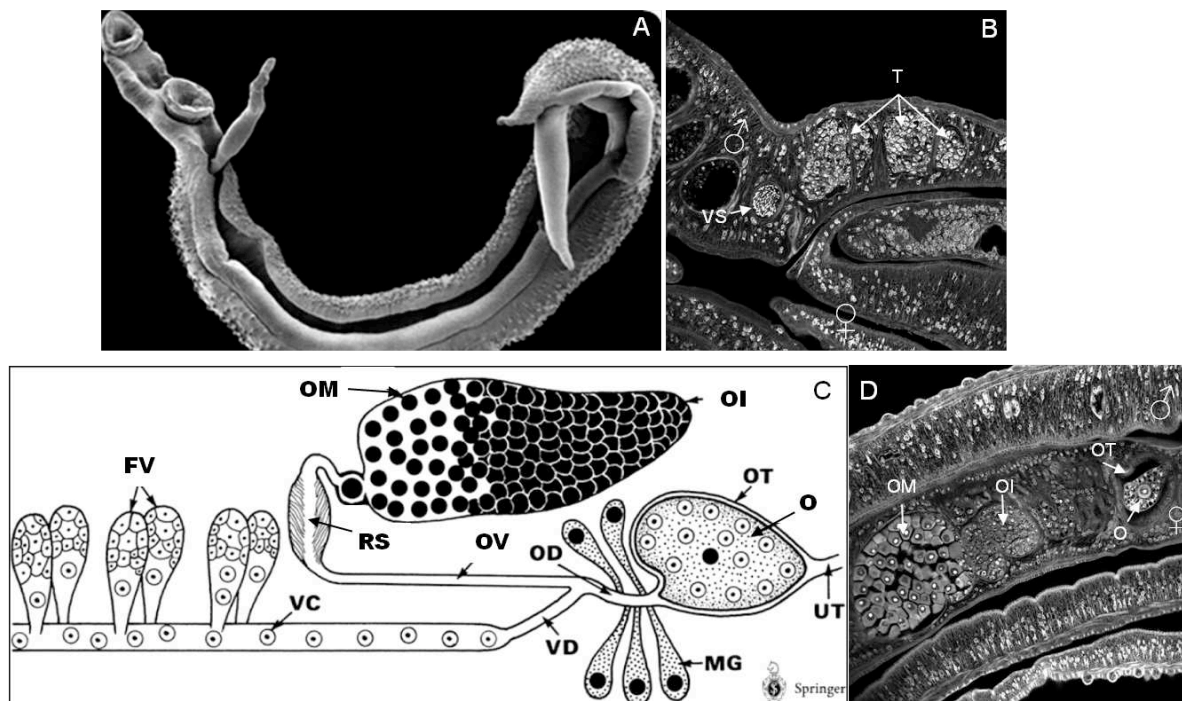 A
B
T
♂
VS
♀
C
OM
OI
FV
OT
O
RS
OV
OD
UT
VC
VD
MG
Springer
D
♂
OT
OM
OI
O
♀